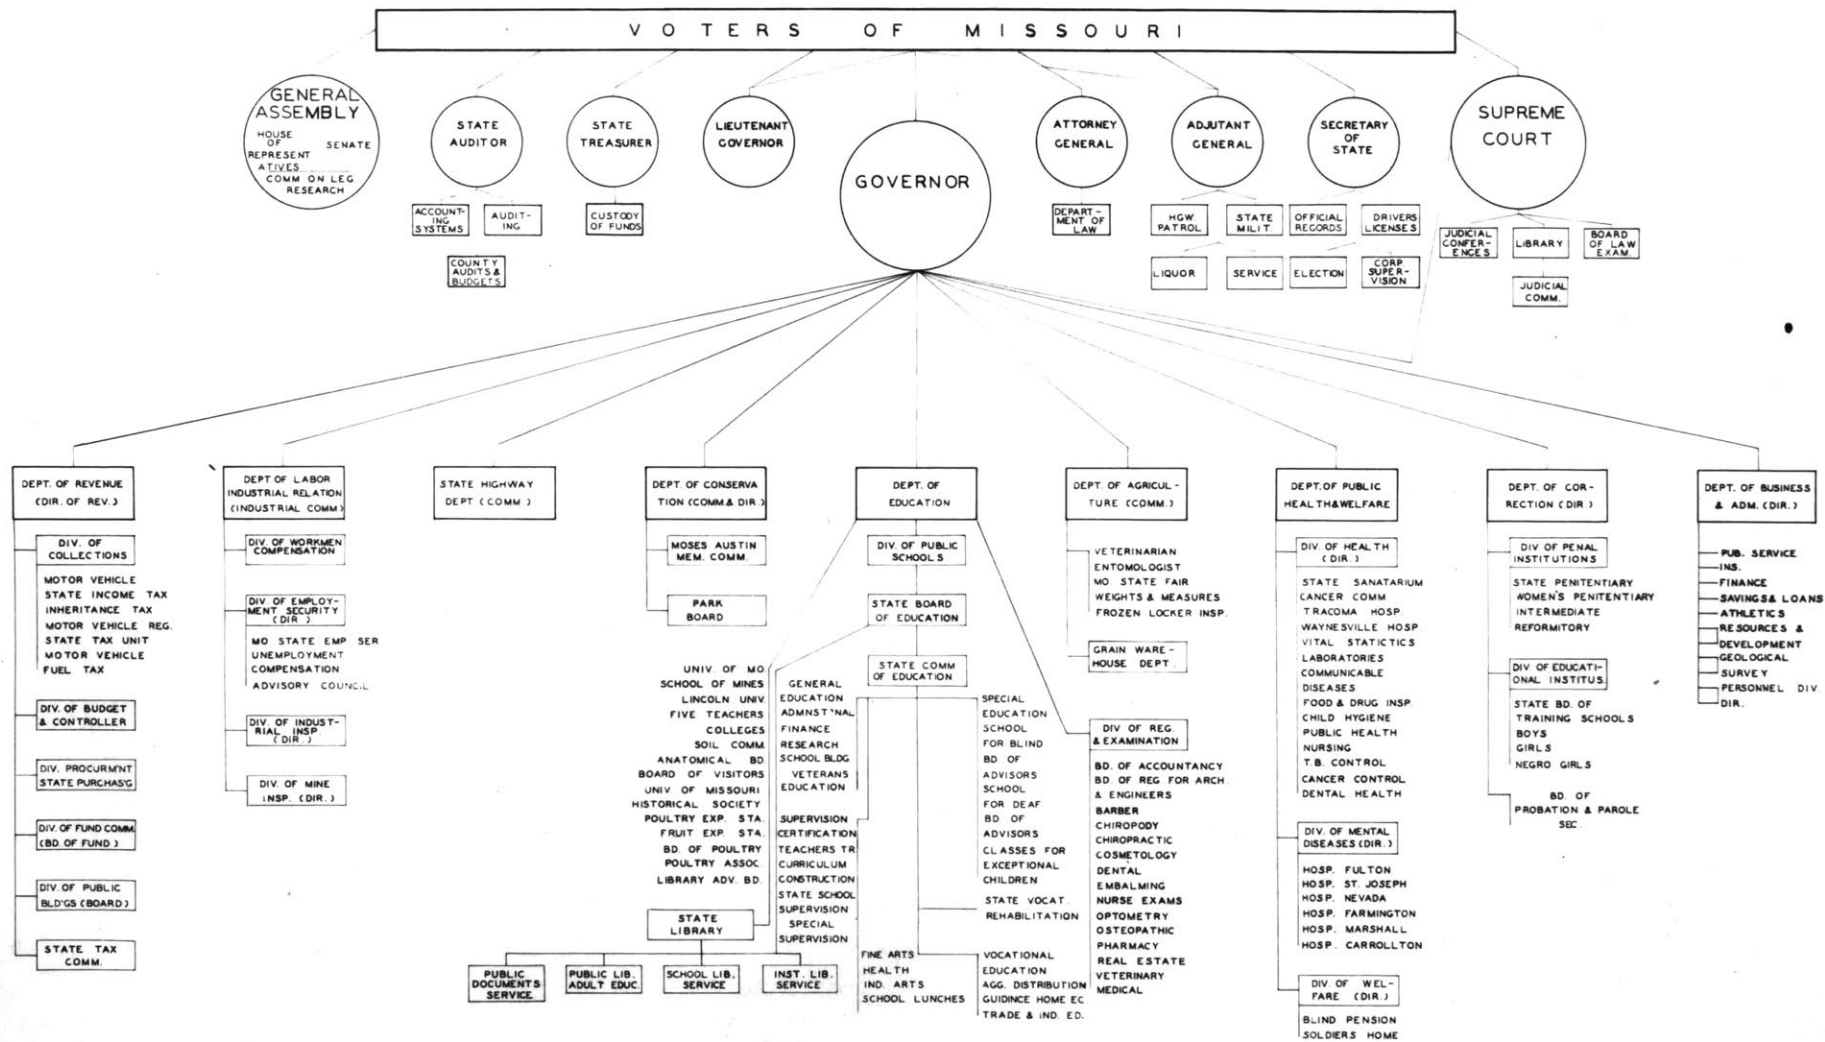 VOTERS OF MISSOURI
GENERAL
ASSEMBLY
HOUSE
OF
REPRESENT
ATIVES
SENATE
COMM ON LEG
RESEARCH
STATE
AUDITOR
STATE
TREASURER
LIEUTENANT
GOVERNOR
GOVERNOR
ATTORNEY
GENERAL
ADJUTANT
GENERAL
SECRETARY
OF
STATE
SUPREME
COURT
ACCOUNT-
ING
SYSTEMS
AUDIT-
ING
COUNTY
AUDITS &
BUDGETS
CUSTODY
OF FUNDS
DEPART-
MENT OF
LAW
HGW.
PATROL
STATE
MILIT.
LIQUOR
SERVICE
OFFICIAL
RECORDS
DRIVERS
LICENSES
ELECTION
CORP
SUPER-
VISION
JUDICIAL
CONFER-
ENCES
LIBRARY
BOARD
OF LAW
EXAM.
JUDICIAL
COMM.
DEPT. OF REVENUE
(DIR. OF REV.)
DIV. OF
COLLECTIONS
MOTOR VEHICLE
STATE INCOME TAX
INHERITANCE TAX
MOTOR VEHICLE REG.
STATE TAX UNIT
MOTOR VEHICLE
FUEL TAX
DIV. OF BUDGET
& CONTROLLER
DIV. PROCURM'NT
STATE PURCHAS'G
DIV. OF FUND COMM.
(BD. OF FUND)
DIV. OF PUBLIC
BLD'GS (BOARD)
STATE TAX
COMM.
DEPT OF LABOR
INDUSTRIAL RELATION
(INDUSTRIAL COMM)
DIV. OF WORKMEN
COMPENSATION
DIV. OF EMPLOY-
MENT SECURITY
(DIR.)
MO STATE EMP SER
UNEMPLOYMENT
COMPENSATION
ADVISORY COUNCIL
DIV. OF INDUST-
RIAL INSP.
(DIR.)
DIV. OF MINE
INSP. (DIR.)
STATE HIGHWAY
DEPT (COMM.)
DEPT. OF CONSERVA
TION (COMM.& DIR.)
MOSES AUSTIN
MEM. COMM.
PARK
BOARD
DEPT. OF
EDUCATION
DIV. OF PUBLIC
SCHOOLS
STATE BOARD
OF EDUCATION
STATE COMM
OF EDUCATION
UNIV. OF MO.
SCHOOL OF MINES
LINCOLN UNIV.
FIVE TEACHERS
COLLEGES
SOIL COMM.
ANATOMICAL BD.
BOARD OF VISITORS
UNIV. OF MISSOURI
HISTORICAL SOCIETY
POULTRY EXP. STA.
FRUIT EXP. STA.
BD. OF POULTRY
POULTRY ASSOC.
LIBRARY ADV. BD.
STATE
LIBRARY
PUBLIC
DOCUMENTS
SERVICE
PUBLIC LIB.
ADULT EDUC.
SCHOOL LIB.
SERVICE
INST. LIB.
SERVICE
GENERAL
EDUCATION
ADMNST'NAL
FINANCE
RESEARCH
SCHOOL BLDG.
VETERANS
EDUCATION
SUPERVISION
CERTIFICATION
TEACHERS TR
CURRICULUM
CONSTRUCTION
STATE SCHOOL
SUPERVISION
SPECIAL
SUPERVISION
FINE ARTS
HEALTH
IND. ARTS
SCHOOL LUNCHES
SPECIAL
EDUCATION
SCHOOL
FOR BLIND
BD OF
ADVISORS
SCHOOL
FOR DEAF
BD OF
ADVISORS
CLASSES FOR
EXCEPTIONAL
CHILDREN
STATE VOCAT.
REHABILITATION
VOCATIONAL
EDUCATION
AGG. DISTRIBUTION
GUIDINCE HOME EC
TRADE & IND. ED.
DEPT. OF AGRICUL-
TURE (COMM.)
VETERINARIAN
ENTOMOLOGIST
MO STATE FAIR
WEIGHTS & MEASURES
FROZEN LOCKER INSP.
GRAIN WARE-
HOUSE DEPT.
DIV OF REG.
& EXAMINATION
BD. OF ACCOUNTANCY
BD. OF REG FOR ARCH.
& ENGINEERS
BARBER
CHIROPODY
CHIROPRACTIC
COSMETOLOGY
DENTAL
EMBALMING
NURSE EXAMS
OPTOMETRY
OSTEOPATHIC
PHARMACY
REAL ESTATE
VETERINARY
MEDICAL
DEPT. OF PUBLIC
HEALTH&WELFARE
DIV. OF HEALTH
(DIR.)
STATE SANATARIUM
CANCER COMM
TRACOMA HOSP.
WAYNESVILLE HOSP
VITAL STATICTICS
LABORATORIES
COMMUNICABLE
DISEASES
FOOD & DRUG INSP
CHILD HYGIENE
PUBLIC HEALTH
NURSING
T.B. CONTROL
CANCER CONTROL
DENTAL HEALTH
DIV. OF MENTAL
DISEASES (DIR.)
HOSP. FULTON
HOSP. ST. JOSEPH
HOSP. NEVADA
HOSP. FARMINGTON
HOSP. MARSHALL
HOSP. CARROLLTON
DIV. OF WEL-
FARE (DIR.)
BLIND PENSION
SOLDIERS HOME
DEPT. OF COR-
RECTION (DIR.)
DIV OF PENAL
INSTITUTIONS
STATE PENITENTIARY
WOMEN'S PENITENTIARY
INTERMEDIATE
REFORMITORY
DIV OF EDUCATI-
ONAL INSTITUS.
STATE BD. OF
TRAINING SCHOOLS
BOYS
GIRLS
NEGRO GIRLS
BD. OF
PROBATION & PAROLE
SEC.
DEPT. OF BUSINESS
& ADM. (DIR.)
PUB. SERVICE
INS.
FINANCE
SAVINGS& LOANS
ATHLETICS
RESOURCES &
DEVELOPMENT
GEOLOGICAL
SURVEY
PERSONNEL DIV.
DIR.